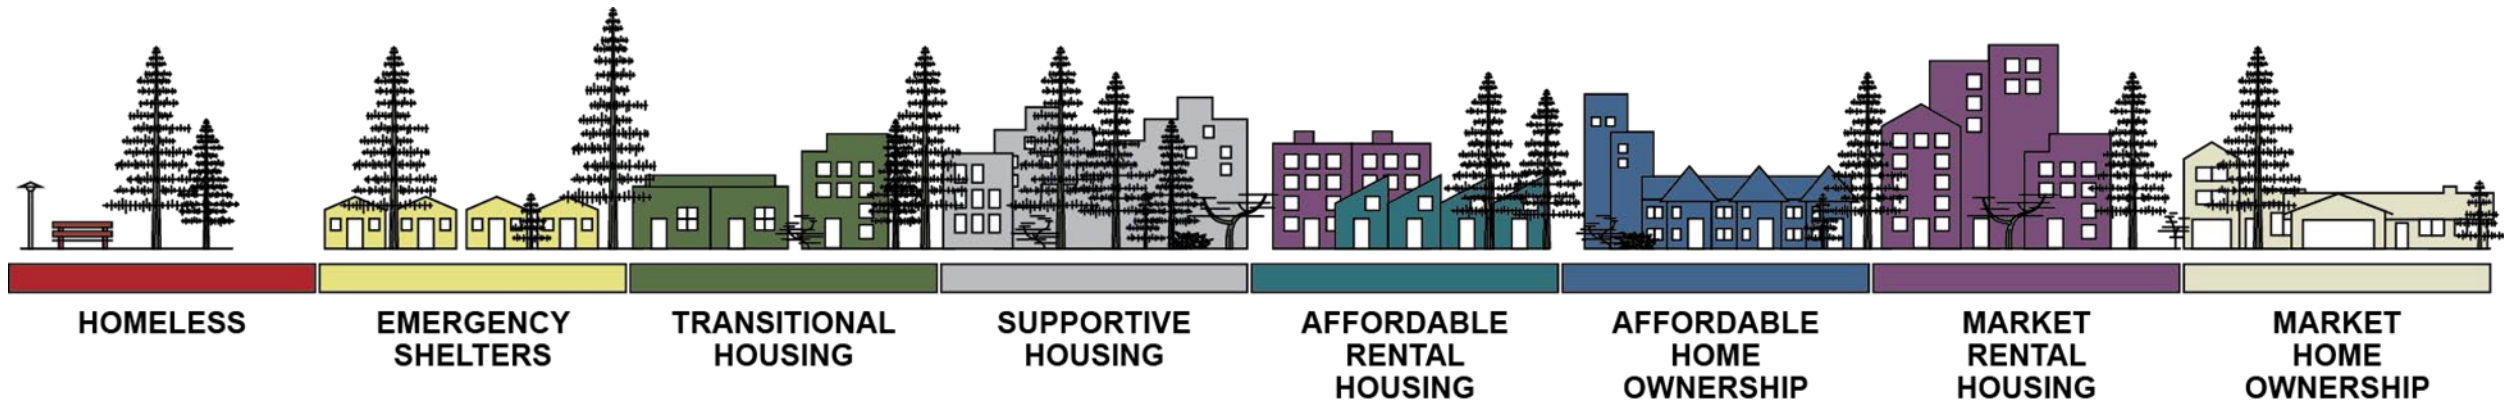 HOMELESS
EMERGENCY
SHELTERS
TRANSITIONAL
HOUSING
SUPPORTIVE
HOUSING
AFFORDABLE
RENTAL
HOUSING
AFFORDABLE
HOME
OWNERSHIP
MARKET
RENTAL
HOUSING
MARKET
HOME
OWNERSHIP